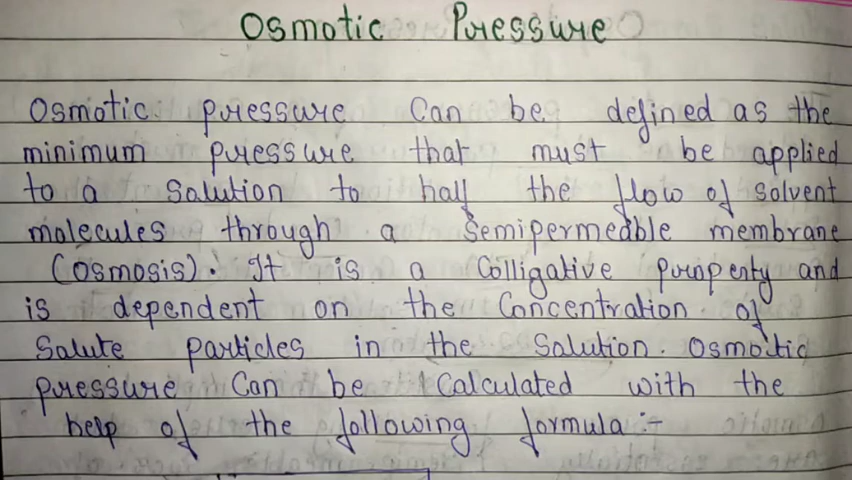 Osmotic Pressure
Osmotic pressure Can be defined as the
minimum pressure that must be applied
to a Solution to half the flow of Solvent
molecules through a Semipermeable membrane
(Osmosis). It is a Colligative property and
is dependent on the Concentration of
Salute particles in the Solution. Osmotic
pressure Can be Calculated with the
help of the following formula :-